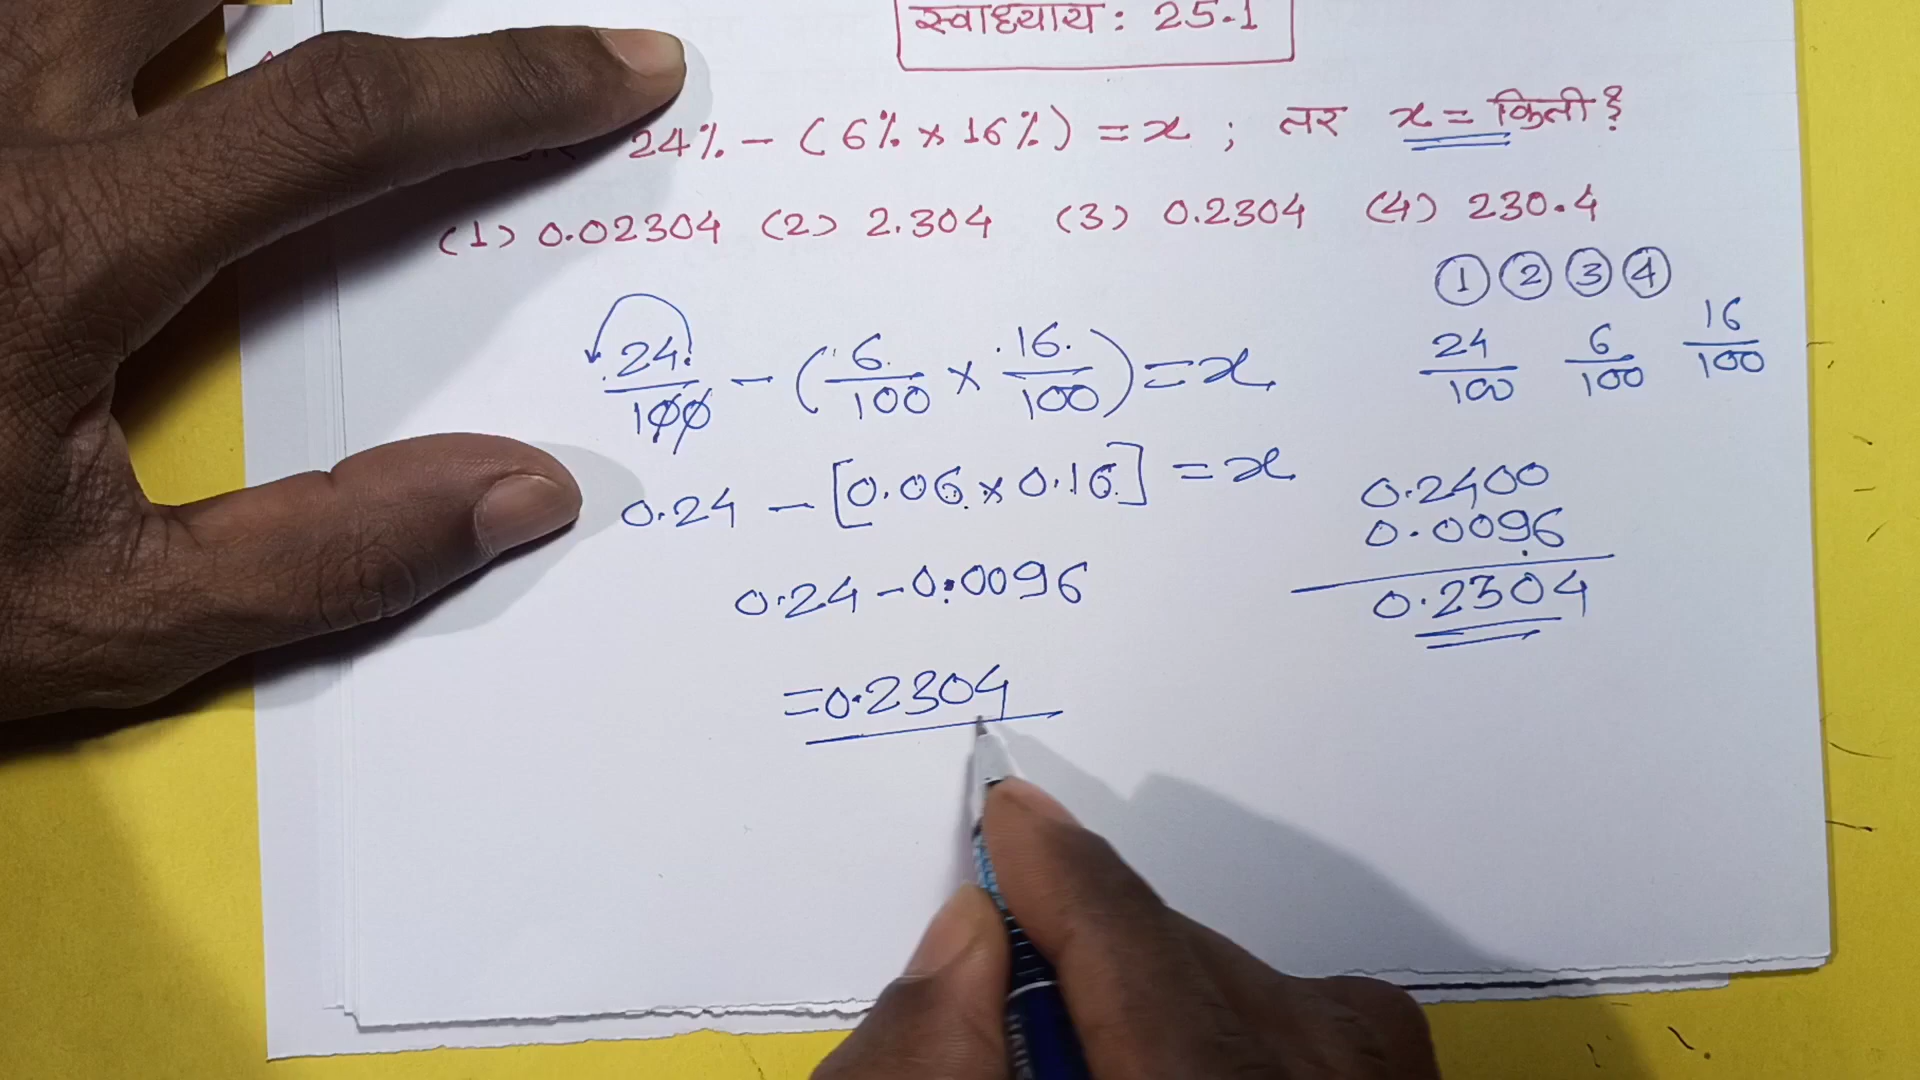 स्वाध्याय : 25.1
24% - (6% × 16%) = x ; तर x = किती?
(1) 0.02304 (2) 2.304 (3) 0.2304 (4) 230.4
① ② ③ ④
24/100 - (6/100 × 16/100) = x
24/100 6/100 16/100
0.24 - [0.06 × 0.16] = x
0.24 - 0.0096
= 0.2304
0.2400
0.0096
0.2304